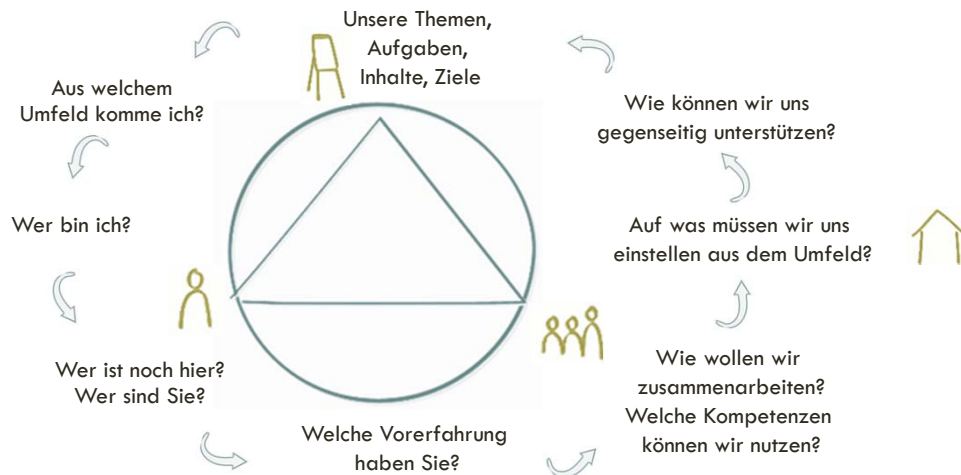 Unsere Themen,
Aufgaben,
Inhalte, Ziele
Aus welchem
Umfeld komme ich?
Wer bin ich?
Wer ist noch hier?
Wer sind Sie?
Welche Vorerfahrung
haben Sie?
Wie wollen wir
zusammenarbeiten?
Welche Kompetenzen
können wir nutzen?
Auf was müssen wir uns
einstellen aus dem Umfeld?
Wie können wir uns
gegenseitig unterstützen?